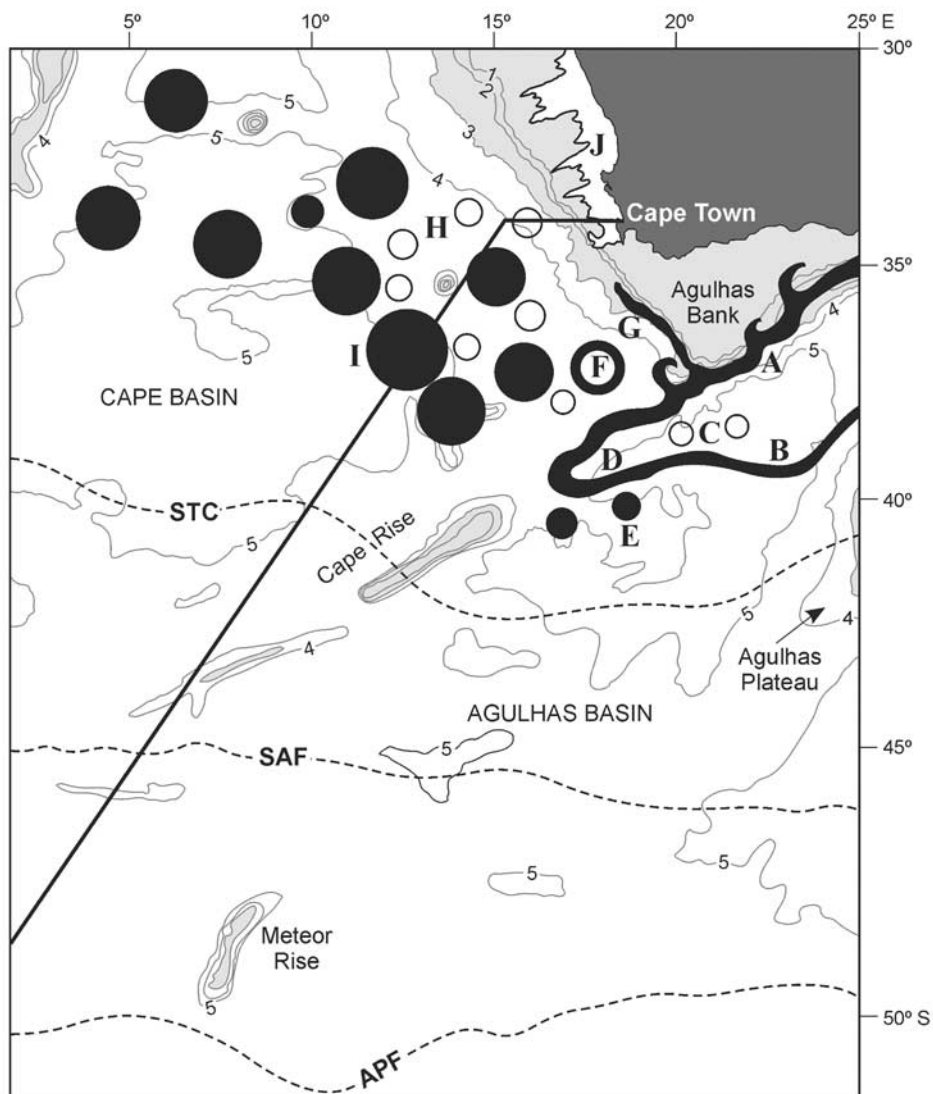 5º 10º 15º 20º 25º E
30º
1
2
3
4
5
5
4
J
H
Cape Town
35º
Agulhas
Bank
G
4
5
A
I
F
5
CAPE BASIN
C
B
D
STC
40º
E
5
Cape Rise
5
4
4
Agulhas
Plateau
AGULHAS BASIN
5
SAF
45º
5
5
Meteor
Rise
5
50º S
APF